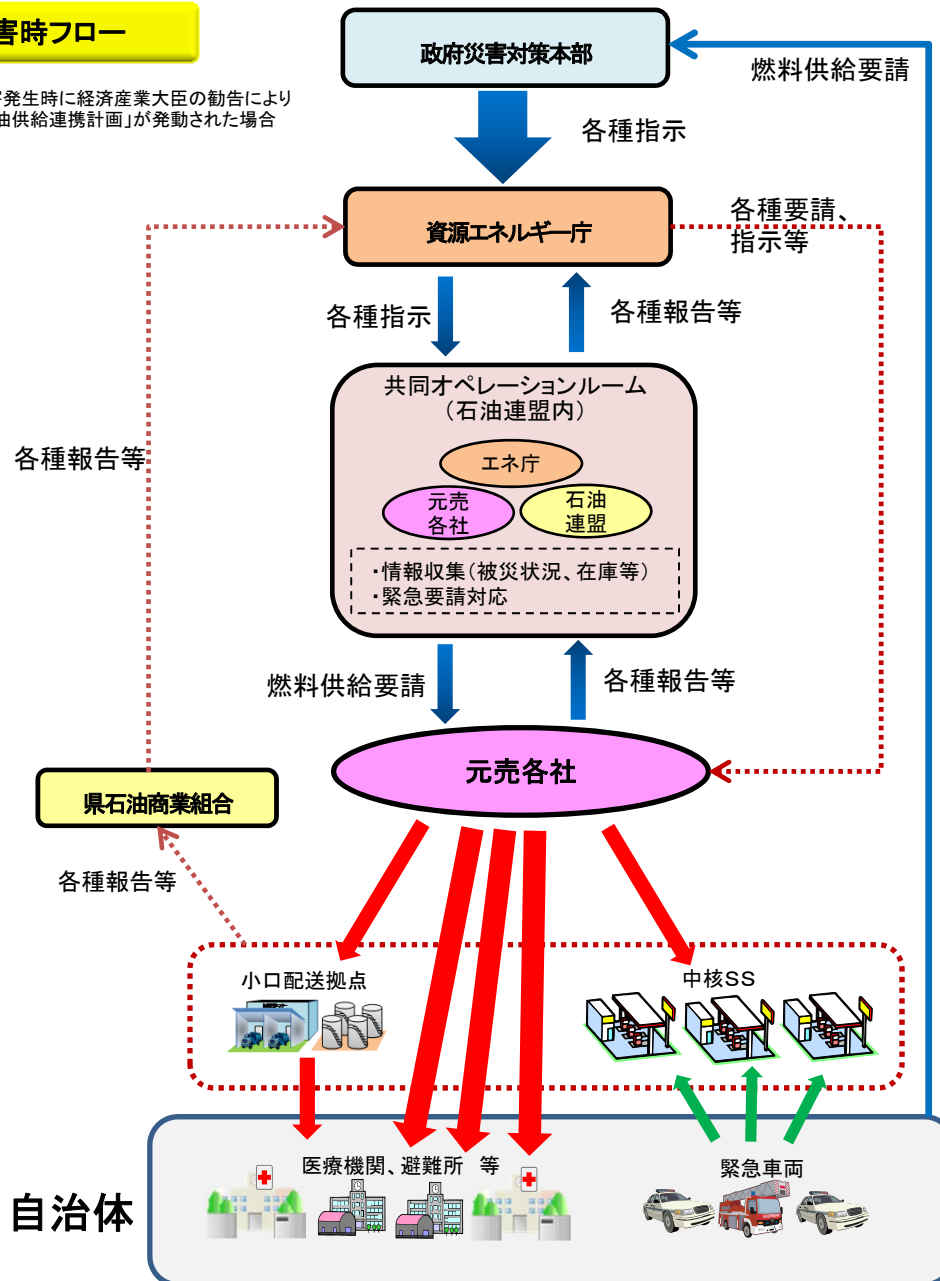 害時フロー
政府災害対策本部
燃料供給要請
発生時に経済産業大臣の勧告により
油供給連携計画」が発動された場合
各種指示
資源エネルギー庁
各種要請、
指示等
各種指示
各種報告等
共同オペレーションルーム
(石油連盟内)
エネ庁
元売
各社
石油
連盟
・情報収集(被災状況、在庫等)
・緊急要請対応
各種報告等
燃料供給要請
各種報告等
元売各社
県石油商業組合
各種報告等
小口配送拠点
中核SS
医療機関、避難所 等
緊急車両
自治体